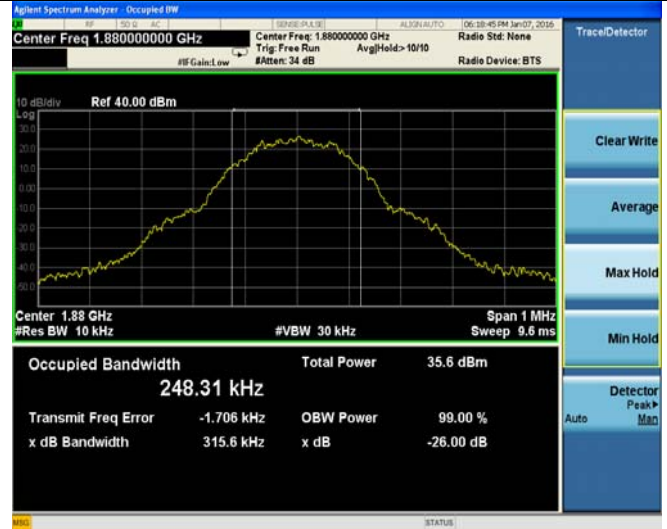 Agilent Spectrum Analyzer - Occupied BW
RF 50 Ω AC SENSE:PULSE ALIGN AUTO 06:18:45 PM Jan 07, 2016
Center Freq 1.880000000 GHz Center Freq: 1.880000000 GHz Radio Std: None
Trig: Free Run Avg|Hold:> 10/10
#IFGain:Low #Atten: 34 dB Radio Device: BTS
Trace/Detector
10 dB/div Ref 40.00 dBm
Log
30.0
20.0
10.0
0.00
-10.0
-20.0
-30.0
-40.0
-50.0
Center 1.88 GHz Span 1 MHz
#Res BW 10 kHz #VBW 30 kHz Sweep 9.6 ms
Occupied Bandwidth Total Power 35.6 dBm
248.31 kHz
Transmit Freq Error -1.706 kHz OBW Power 99.00 %
x dB Bandwidth 315.6 kHz x dB -26.00 dB
Clear Write
Average
Max Hold
Min Hold
Detector
Peak▶
Auto Man
MSG STATUS